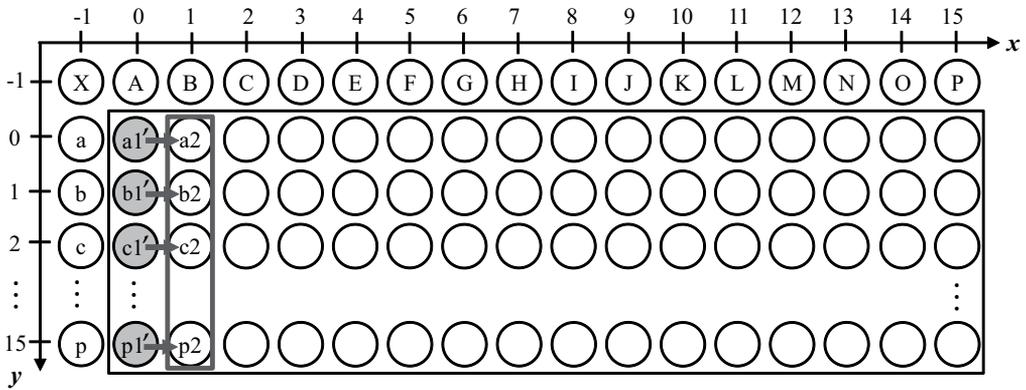 -1 0 1 2 3 4 5 6 7 8 9 10 11 12 13 14 15
x
-1 X A B C D E F G H I J K L M N O P
0 a a1′ a2
1 b b1′ b2
2 c c1′ c2
⋮ ⋮ ⋮ ⋮
15 p p1′ p2
y